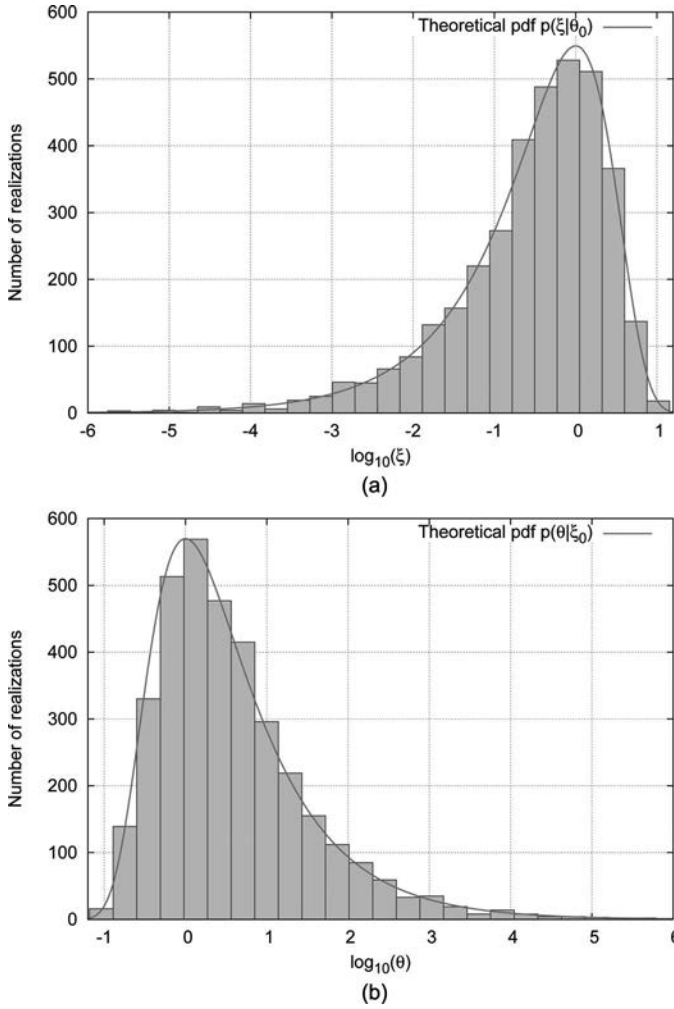 600
Theoretical pdf p(ξ|θ0)
500
400
300
200
100
0
Number of realizations
-6 -5 -4 -3 -2 -1 0 1
log10(ξ)
(a)
600
Theoretical pdf p(θ|ξ0)
500
400
300
200
100
0
Number of realizations
-1 0 1 2 3 4 5 6
log10(θ)
(b)